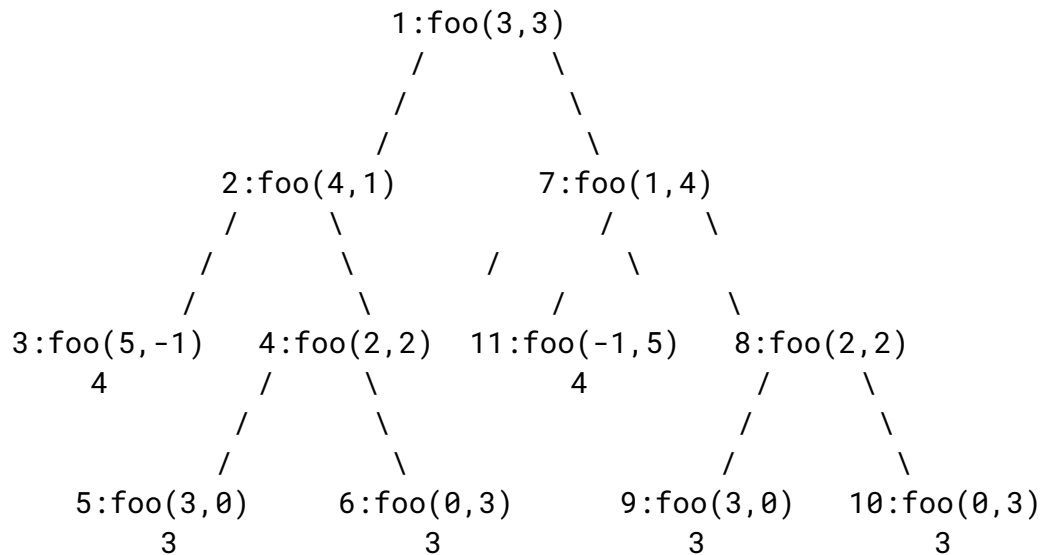 1:foo(3,3)
/ \
/ \
/ \
2:foo(4,1) 7:foo(1,4)
/ \ / \
/ \ / \
/ \ / \
3:foo(5,-1) 4:foo(2,2) 11:foo(-1,5) 8:foo(2,2)
4 / \ 4 / \
/ \ / \
/ \ / \
5:foo(3,0) 6:foo(0,3) 9:foo(3,0) 10:foo(0,3)
3 3 3 3